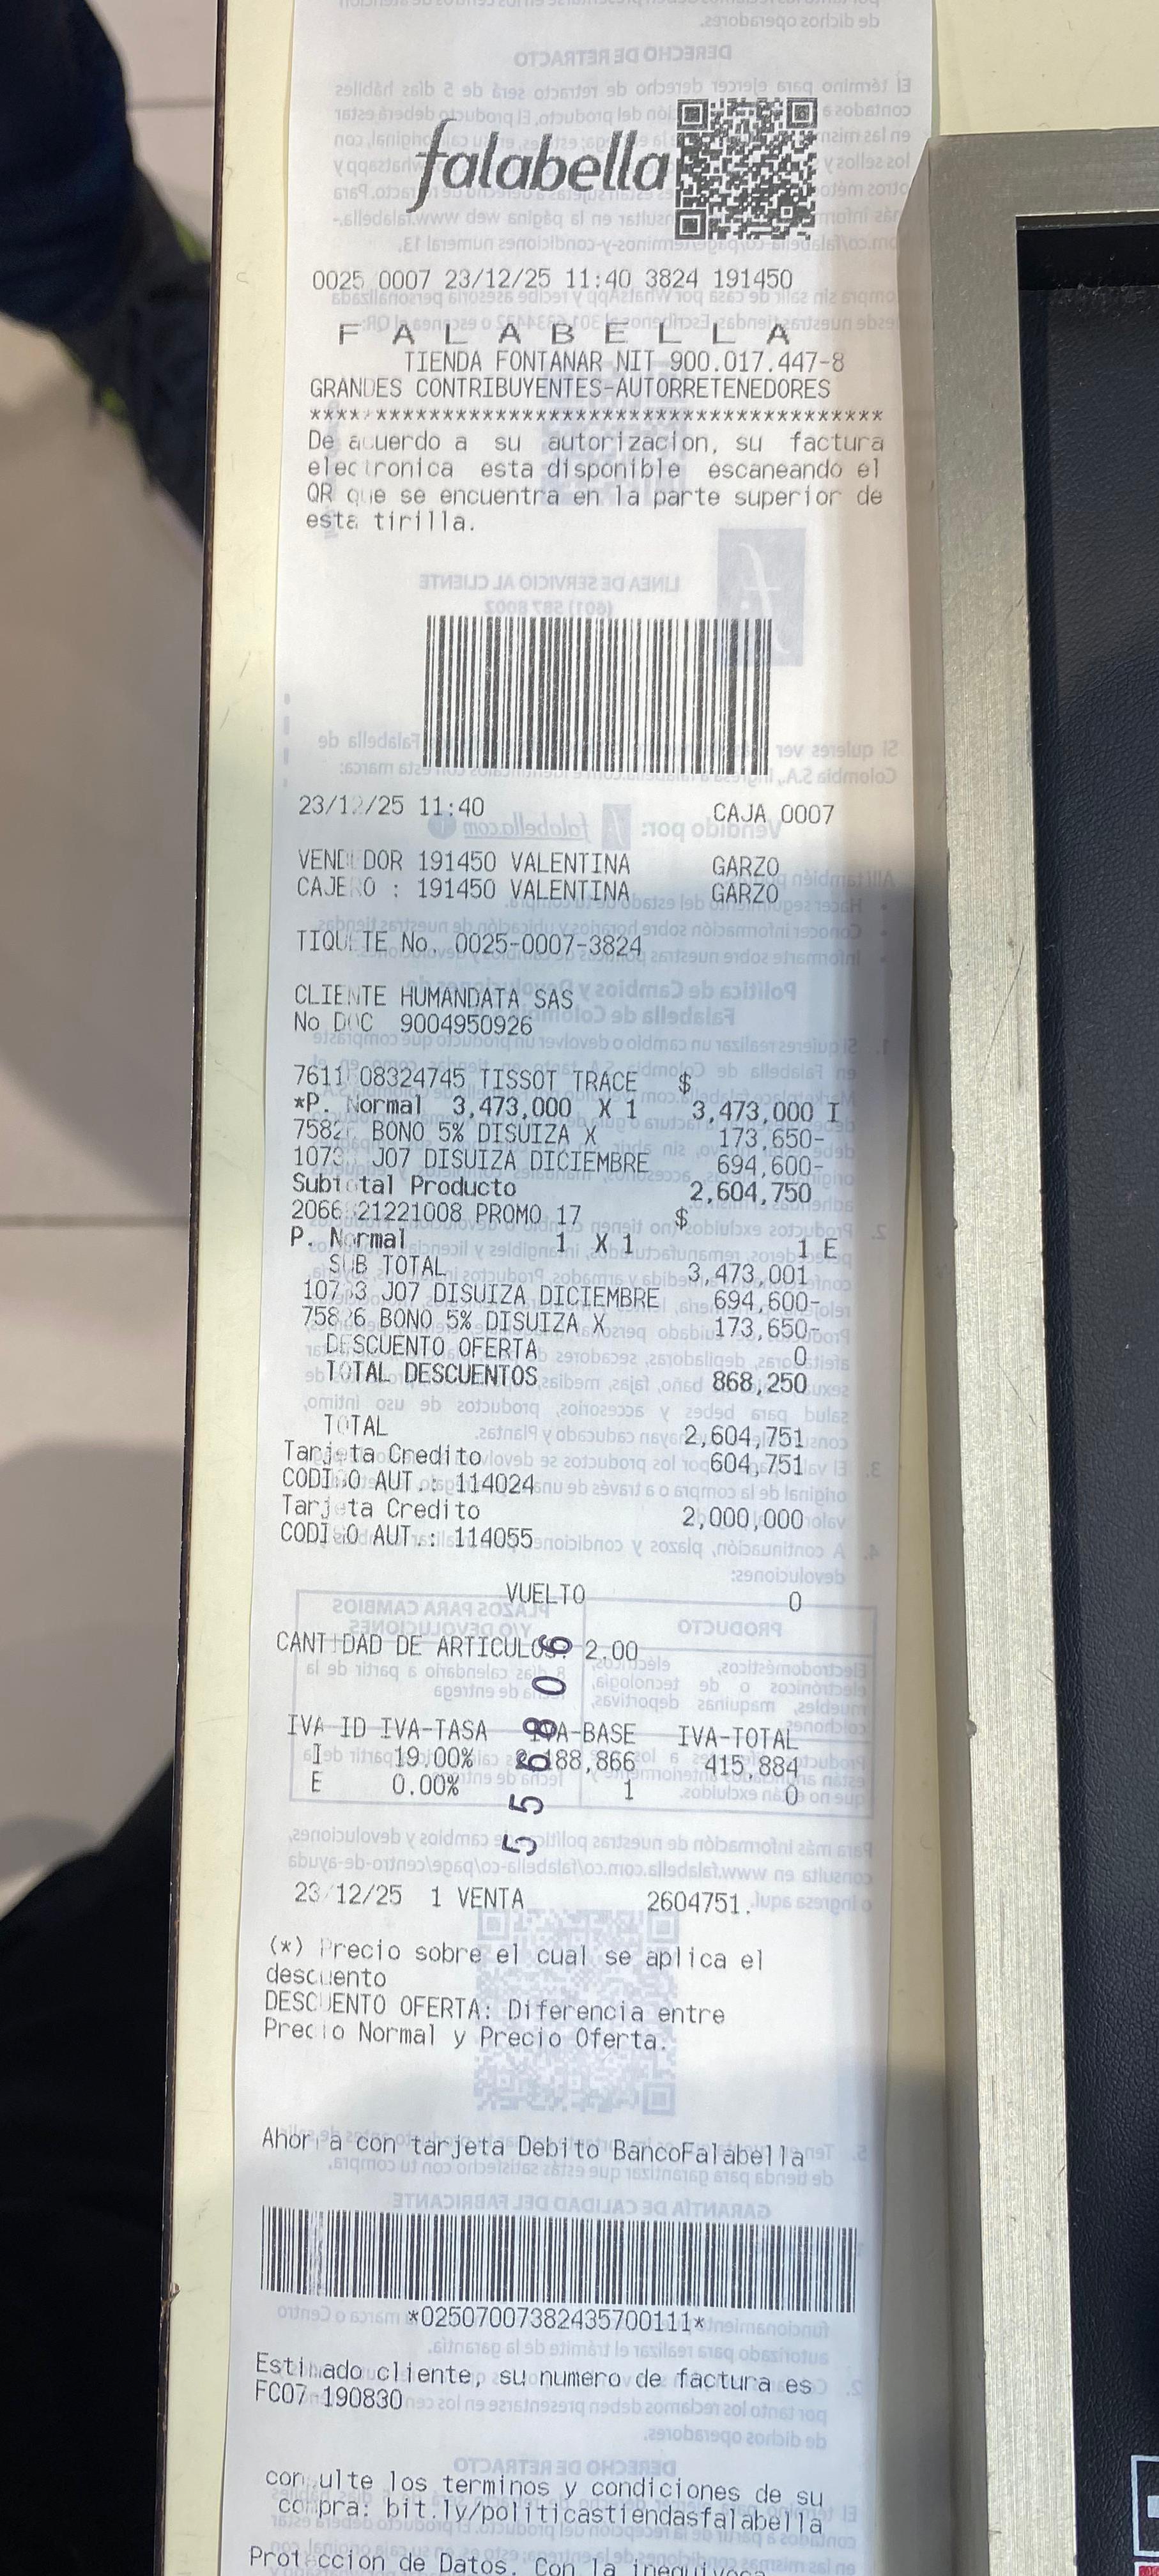 falabella
0025 0007 23/12/25 11:40 3824 191450
F A L A B E L L A
TIENDA FONTANAR NIT 900.017.447-8
GRANDES CONTRIBUYENTES-AUTORRETENEDORES
*******************************************
De acuerdo a su autorizacion, su factura
electronica esta disponible escaneando el
QR que se encuentra en la parte superior de
esta tirilla.
23/12/25 11:40 CAJA 0007
VENDEDOR 191450 VALENTINA GARZO
CAJERO : 191450 VALENTINA GARZO
TIQUETE No. 0025-0007-3824
CLIENTE HUMANDATA SAS
No DOC 9004950926
TISSOT TRACE $
*P. Normal 3,473,000 X 1 3,473,000 I
BONO 5% DISUIZA X 173,650-
J07 DISUIZA DICIEMBRE 694,600-
Subtotal Producto 2,604,750
PROMO 17 $
P. Normal 1 X 1 1 E
SUB TOTAL 3,473,001
J07 DISUIZA DICIEMBRE 694,600-
BONO 5% DISUIZA X 173,650-
DESCUENTO OFERTA 0
TOTAL DESCUENTOS 868,250
TOTAL 2,604,751
Tarjeta Credito 604,751
CODIGO AUT.: 114024
Tarjeta Credito 2,000,000
CODIGO AUT.: 114055
VUELTO 0
CANTIDAD DE ARTICULOS: 2.00
IVA ID IVA-TASA IVA-BASE IVA-TOTAL
I 19.00% 2,188,866 415,884
E 0.00% 1 0
556806
23/12/25 1 VENTA 2604751.
(*) Precio sobre el cual se aplica el
descuento
DESCUENTO OFERTA: Diferencia entre
Precio Normal y Precio Oferta.
Ahorra con tarjeta Debito BancoFalabella
*02507007382435700111*
Estimado cliente, su numero de factura es
FC07-190830
consulte los terminos y condiciones de su
compra: bit.ly/politicastiendasfalabella
Proteccion de Datos. Con la inequivoca